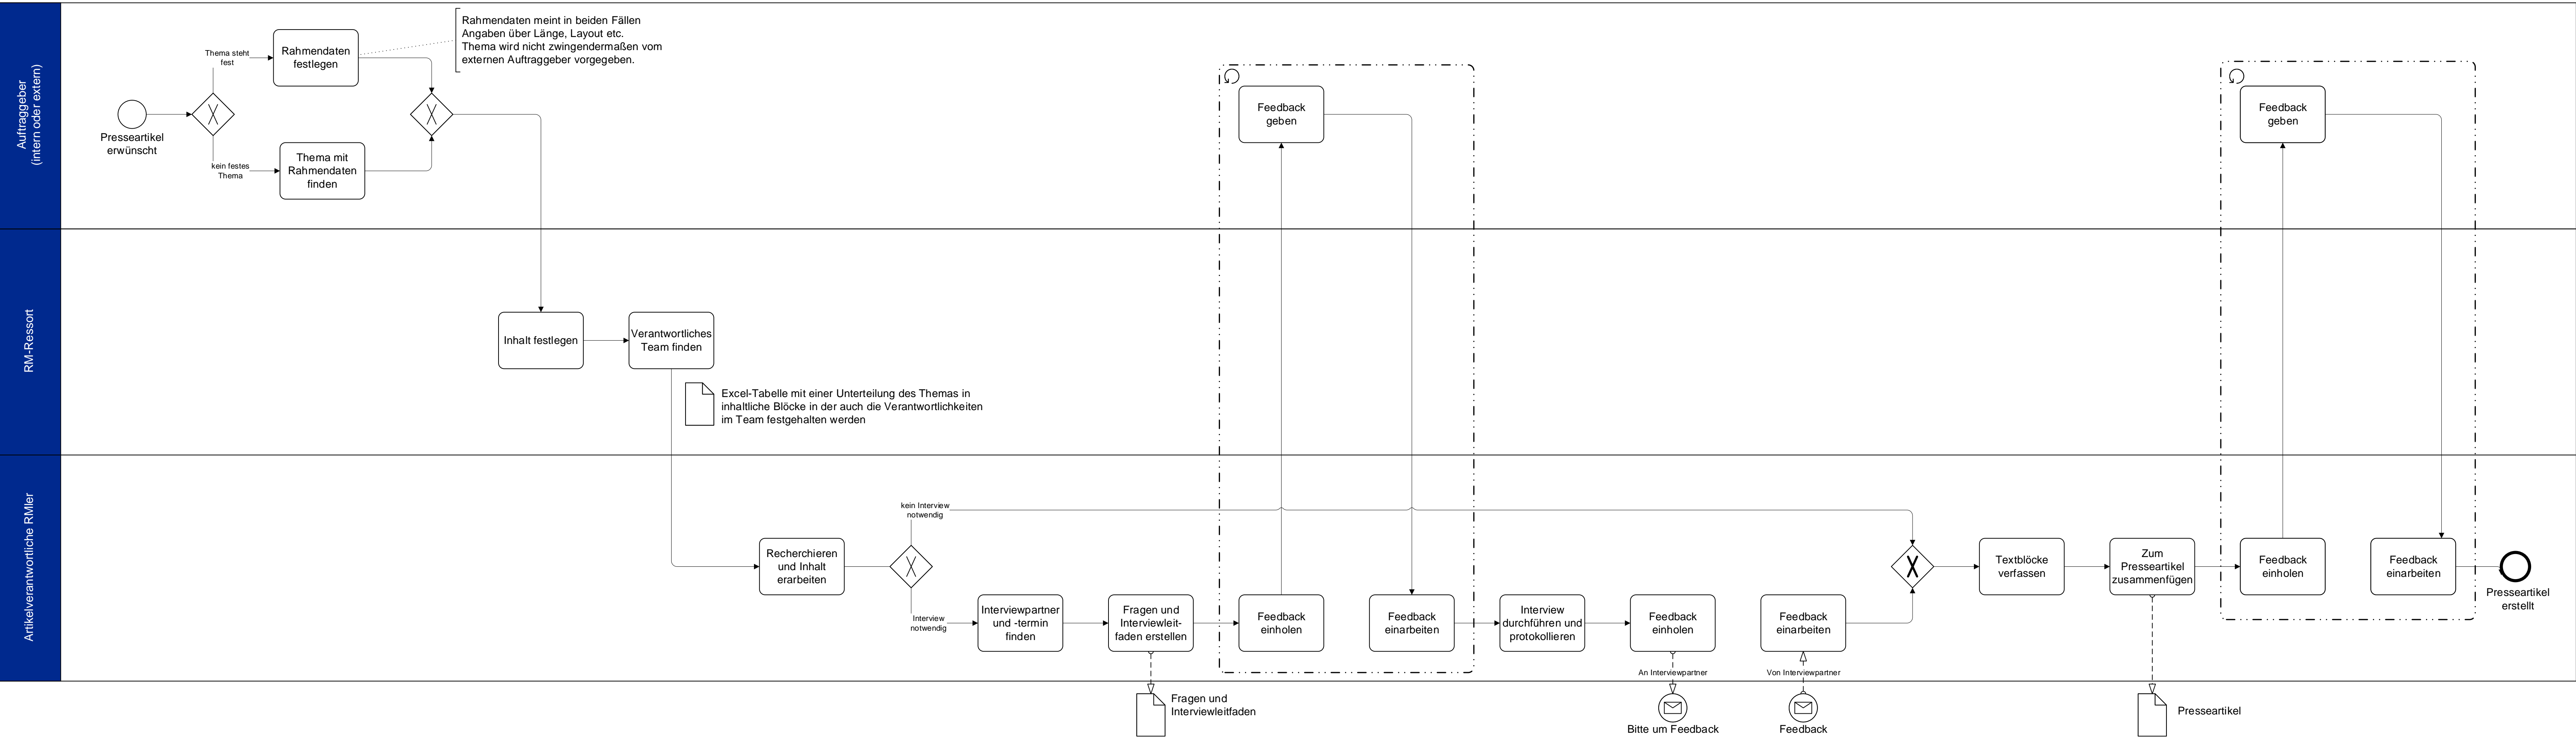 Auftraggeber
(intern oder extern)
Presseartikel
erwünscht
Thema steht
fest
kein festes
Thema
Rahmendaten
festlegen
Thema mit
Rahmendaten
finden
Rahmendaten meint in beiden Fällen
Angaben über Länge, Layout etc.
Thema wird nicht zwingendermaßen vom
externen Auftraggeber vorgegeben.
Feedback
geben
Feedback
geben
RM-Ressort
Inhalt festlegen
Verantwortliches
Team finden
Excel-Tabelle mit einer Unterteilung des Themas in
inhaltliche Blöcke in der auch die Verantwortlichkeiten
im Team festgehalten werden
Artikelverantwortliche RMler
Recherchieren
und Inhalt
erarbeiten
kein Interview
notwendig
Interview
notwendig
Interviewpartner
und -termin
finden
Fragen und
Interviewleit-
faden erstellen
Feedback
einholen
Feedback
einarbeiten
Interview
durchführen und
protokollieren
Feedback
einholen
Feedback
einarbeiten
Textblöcke
verfassen
Zum
Presseartikel
zusammenfügen
Feedback
einholen
Feedback
einarbeiten
Presseartikel
erstellt
An Interviewpartner
Von Interviewpartner
Fragen und
Interviewleitfaden
Bitte um Feedback
Feedback
Presseartikel